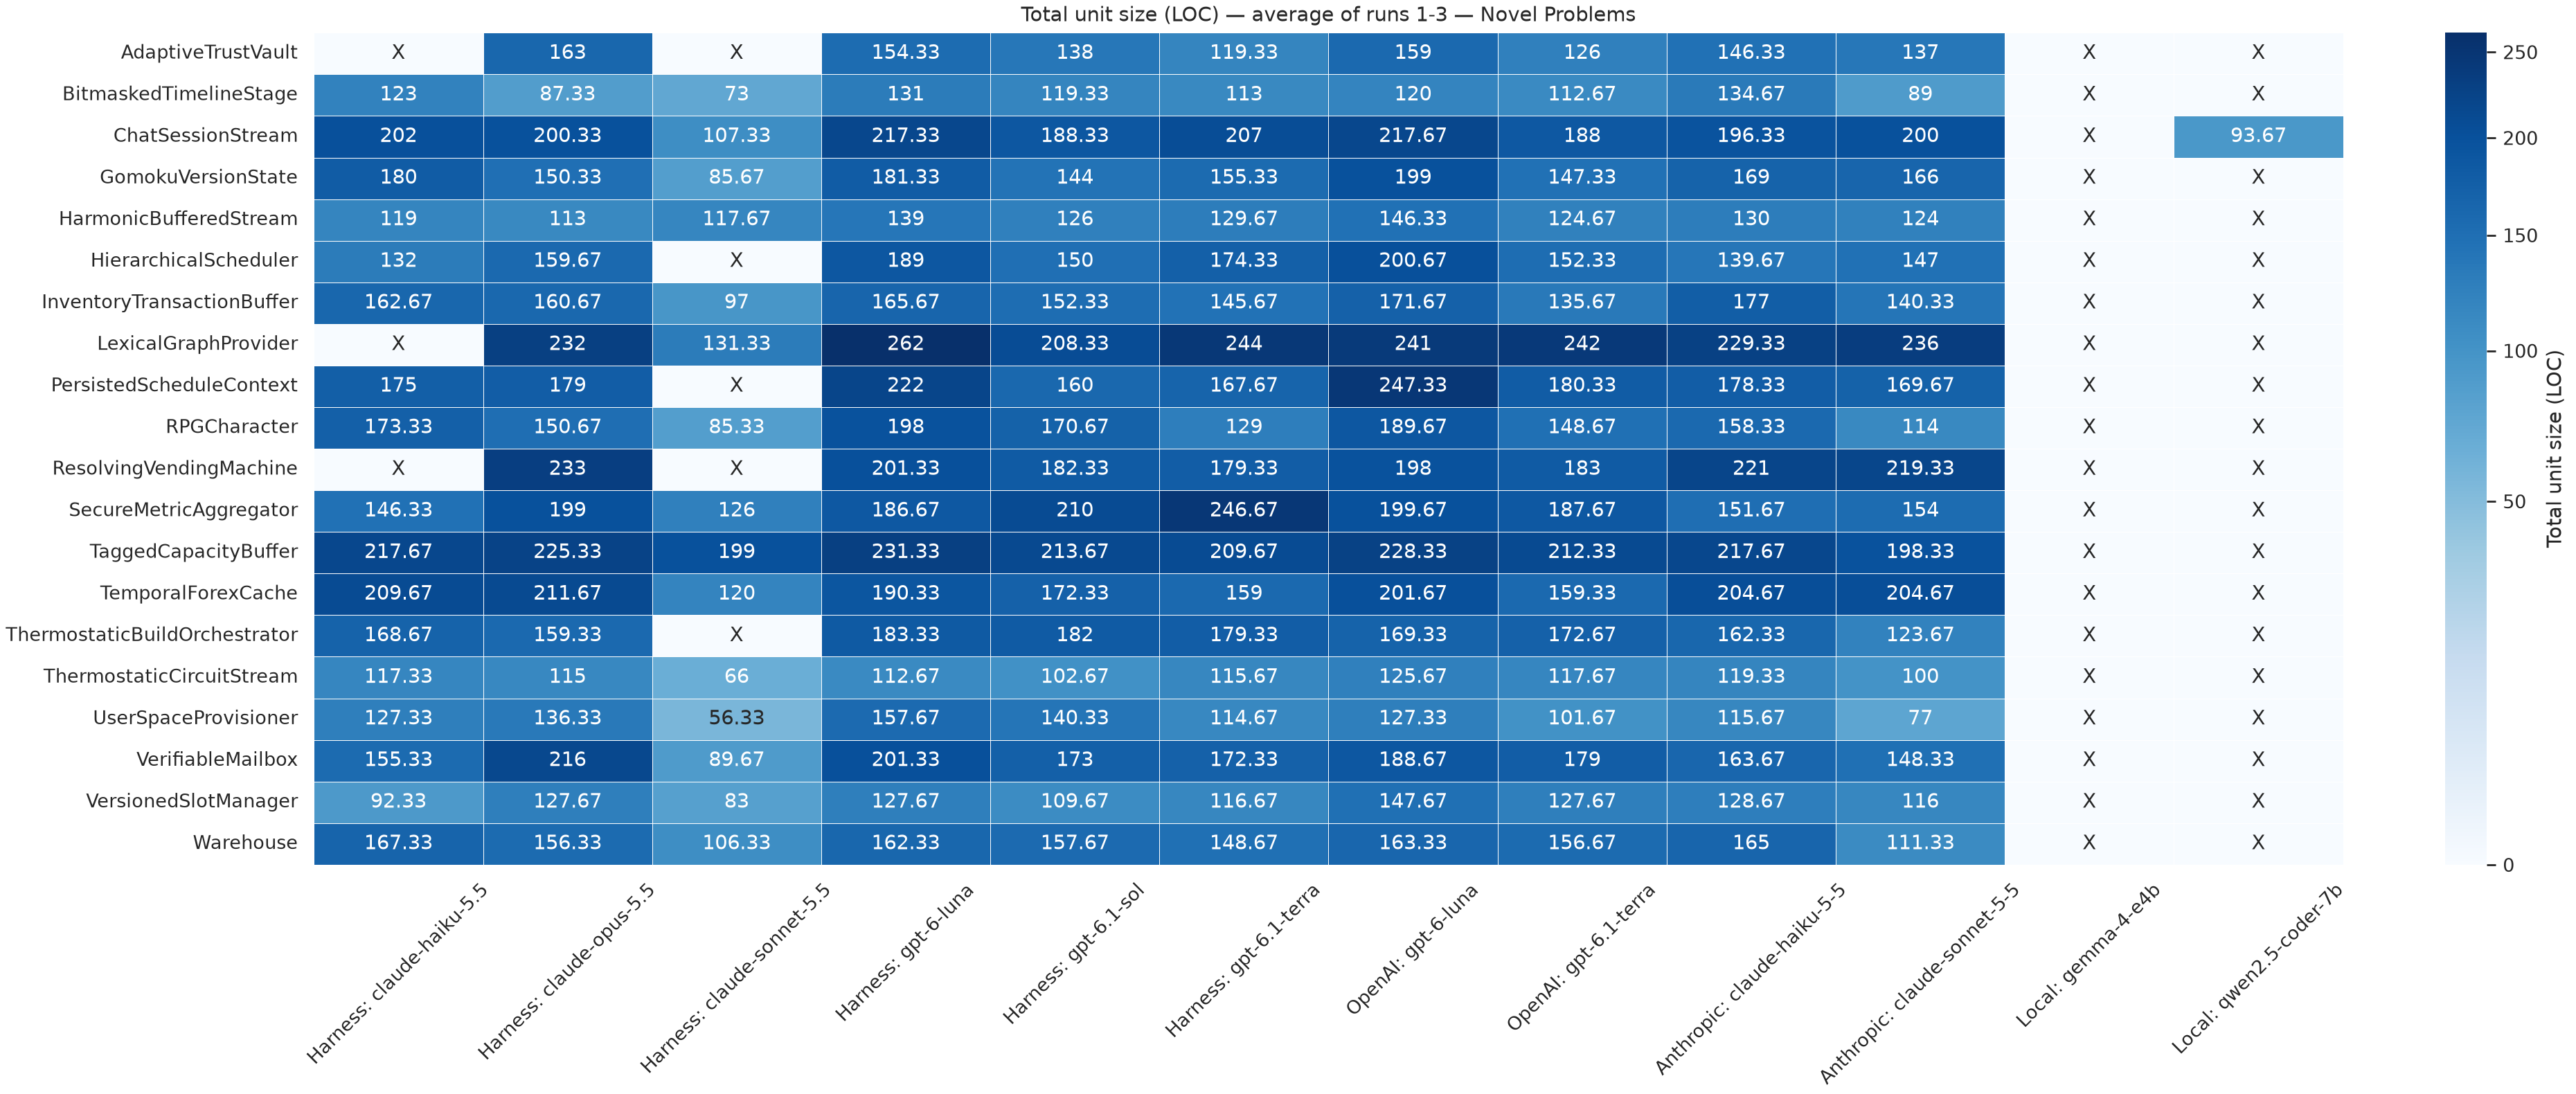 Total unit size (LOC) — average of runs 1-3 — Novel Problems
AdaptiveTrustVault X 163 X 154.33 138 119.33 159 126 146.33 137 X X
BitmaskedTimelineStage 123 87.33 73 131 119.33 113 120 112.67 134.67 89 X X
ChatSessionStream 202 200.33 107.33 217.33 188.33 207 217.67 188 196.33 200 X 93.67
GomokuVersionState 180 150.33 85.67 181.33 144 155.33 199 147.33 169 166 X X
HarmonicBufferedStream 119 113 117.67 139 126 129.67 146.33 124.67 130 124 X X
HierarchicalScheduler 132 159.67 X 189 150 174.33 200.67 152.33 139.67 147 X X
InventoryTransactionBuffer 162.67 160.67 97 165.67 152.33 145.67 171.67 135.67 177 140.33 X X
LexicalGraphProvider X 232 131.33 262 208.33 244 241 242 229.33 236 X X
PersistedScheduleContext 175 179 X 222 160 167.67 247.33 180.33 178.33 169.67 X X
RPGCharacter 173.33 150.67 85.33 198 170.67 129 189.67 148.67 158.33 114 X X
ResolvingVendingMachine X 233 X 201.33 182.33 179.33 198 183 221 219.33 X X
SecureMetricAggregator 146.33 199 126 186.67 210 246.67 199.67 187.67 151.67 154 X X
TaggedCapacityBuffer 217.67 225.33 199 231.33 213.67 209.67 228.33 212.33 217.67 198.33 X X
TemporalForexCache 209.67 211.67 120 190.33 172.33 159 201.67 159.33 204.67 204.67 X X
ThermostaticBuildOrchestrator 168.67 159.33 X 183.33 182 179.33 169.33 172.67 162.33 123.67 X X
ThermostaticCircuitStream 117.33 115 66 112.67 102.67 115.67 125.67 117.67 119.33 100 X X
UserSpaceProvisioner 127.33 136.33 56.33 157.67 140.33 114.67 127.33 101.67 115.67 77 X X
VerifiableMailbox 155.33 216 89.67 201.33 173 172.33 188.67 179 163.67 148.33 X X
VersionedSlotManager 92.33 127.67 83 127.67 109.67 116.67 147.67 127.67 128.67 116 X X
Warehouse 167.33 156.33 106.33 162.33 157.67 148.67 163.33 156.67 165 111.33 X X
Harness: claude-haiku-5.5
Harness: claude-opus-5.5
Harness: claude-sonnet-5.5
Harness: gpt-6-luna
Harness: gpt-6.1-sol
Harness: gpt-6.1-terra
OpenAI: gpt-6-luna
OpenAI: gpt-6.1-terra
Anthropic: claude-haiku-5-5
Anthropic: claude-sonnet-5-5
Local: gemma-4-e4b
Local: qwen2.5-coder-7b
250
200
150
100
50
0
Total unit size (LOC)